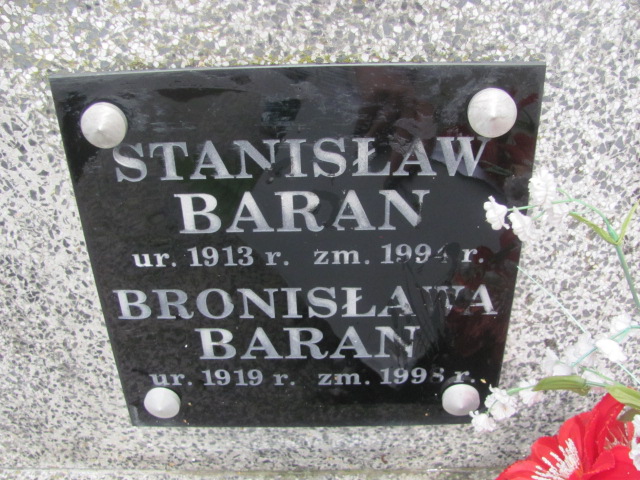 STANISŁAW
BARAN
ur. 1913 r. zm. 1994 r.
BRONISŁAWA
BARAN
ur. 1919 r. zm. 1998 r.